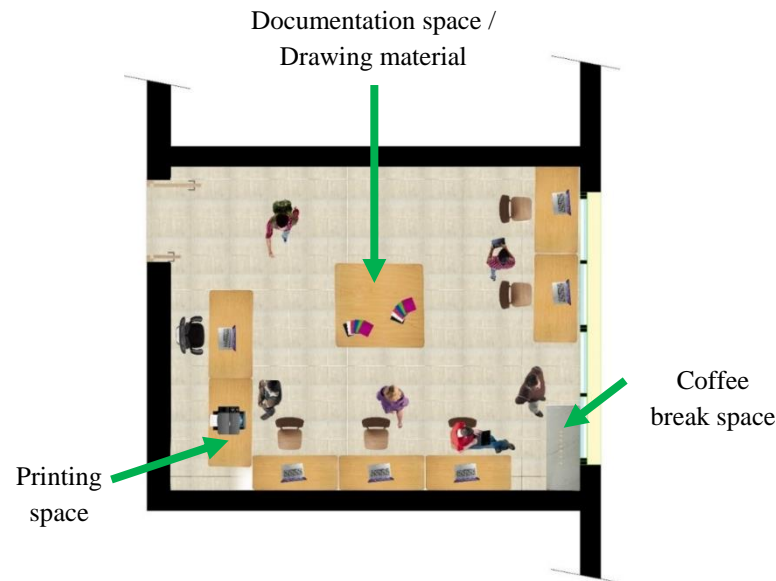 Documentation space /
Drawing material
Coffee
break space
Printing
space